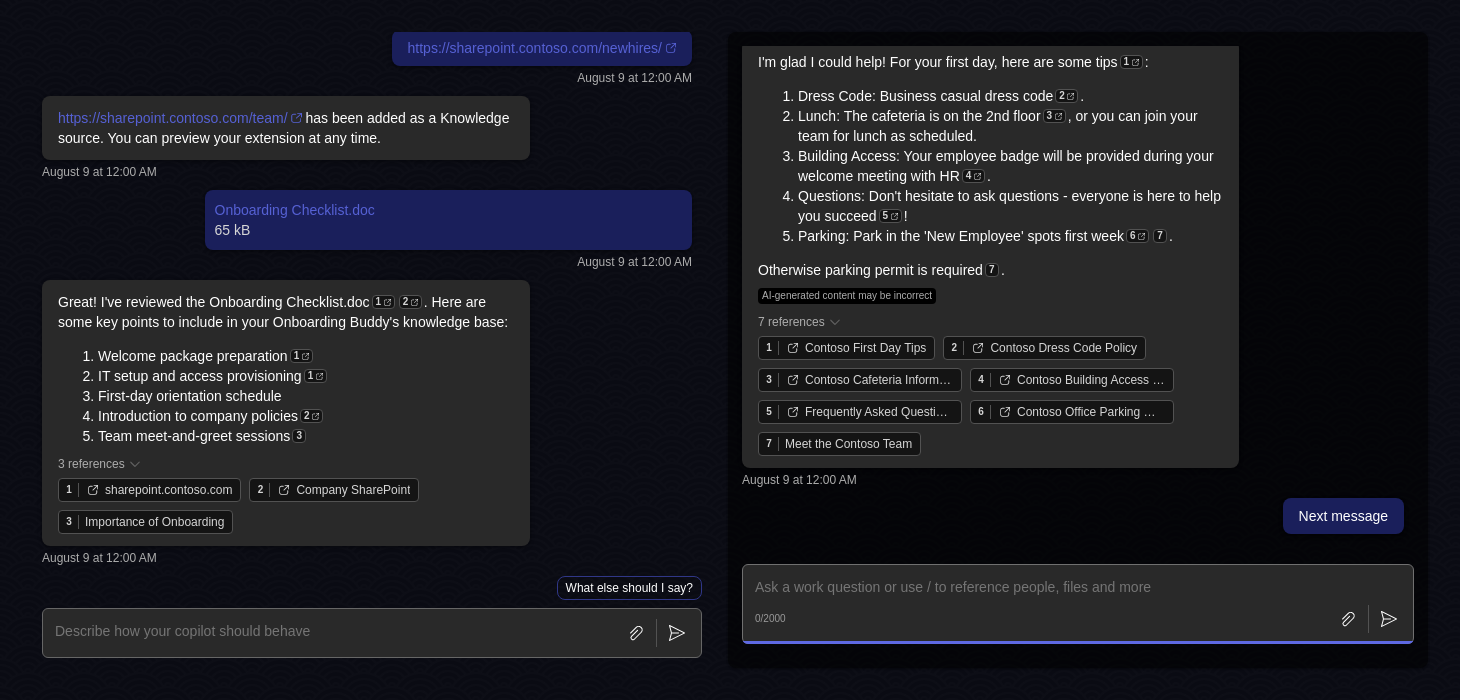 https://sharepoint.contoso.com/newhires/
August 9 at 12:00 AM
https://sharepoint.contoso.com/team/ has been added as a Knowledge
source. You can preview your extension at any time.
August 9 at 12:00 AM
Onboarding Checklist.doc
65 kB
August 9 at 12:00 AM
Great! I've reviewed the Onboarding Checklist.doc 1 2 . Here are
some key points to include in your Onboarding Buddy's knowledge base:
1. Welcome package preparation 1
2. IT setup and access provisioning 1
3. First-day orientation schedule
4. Introduction to company policies 2
5. Team meet-and-greet sessions 3
3 references
1 sharepoint.contoso.com
2 Company SharePoint
3 Importance of Onboarding
August 9 at 12:00 AM
What else should I say?
Describe how your copilot should behave
I'm glad I could help! For your first day, here are some tips 1 :
1. Dress Code: Business casual dress code 2 .
2. Lunch: The cafeteria is on the 2nd floor 3 , or you can join your
team for lunch as scheduled.
3. Building Access: Your employee badge will be provided during your
welcome meeting with HR 4 .
4. Questions: Don't hesitate to ask questions - everyone is here to help
you succeed 5 !
5. Parking: Park in the 'New Employee' spots first week 6 7 .
Otherwise parking permit is required 7 .
AI-generated content may be incorrect
7 references
1 Contoso First Day Tips
2 Contoso Dress Code Policy
3 Contoso Cafeteria Inform…
4 Contoso Building Access …
5 Frequently Asked Questi…
6 Contoso Office Parking …
7 Meet the Contoso Team
August 9 at 12:00 AM
Next message
Ask a work question or use / to reference people, files and more
0/2000